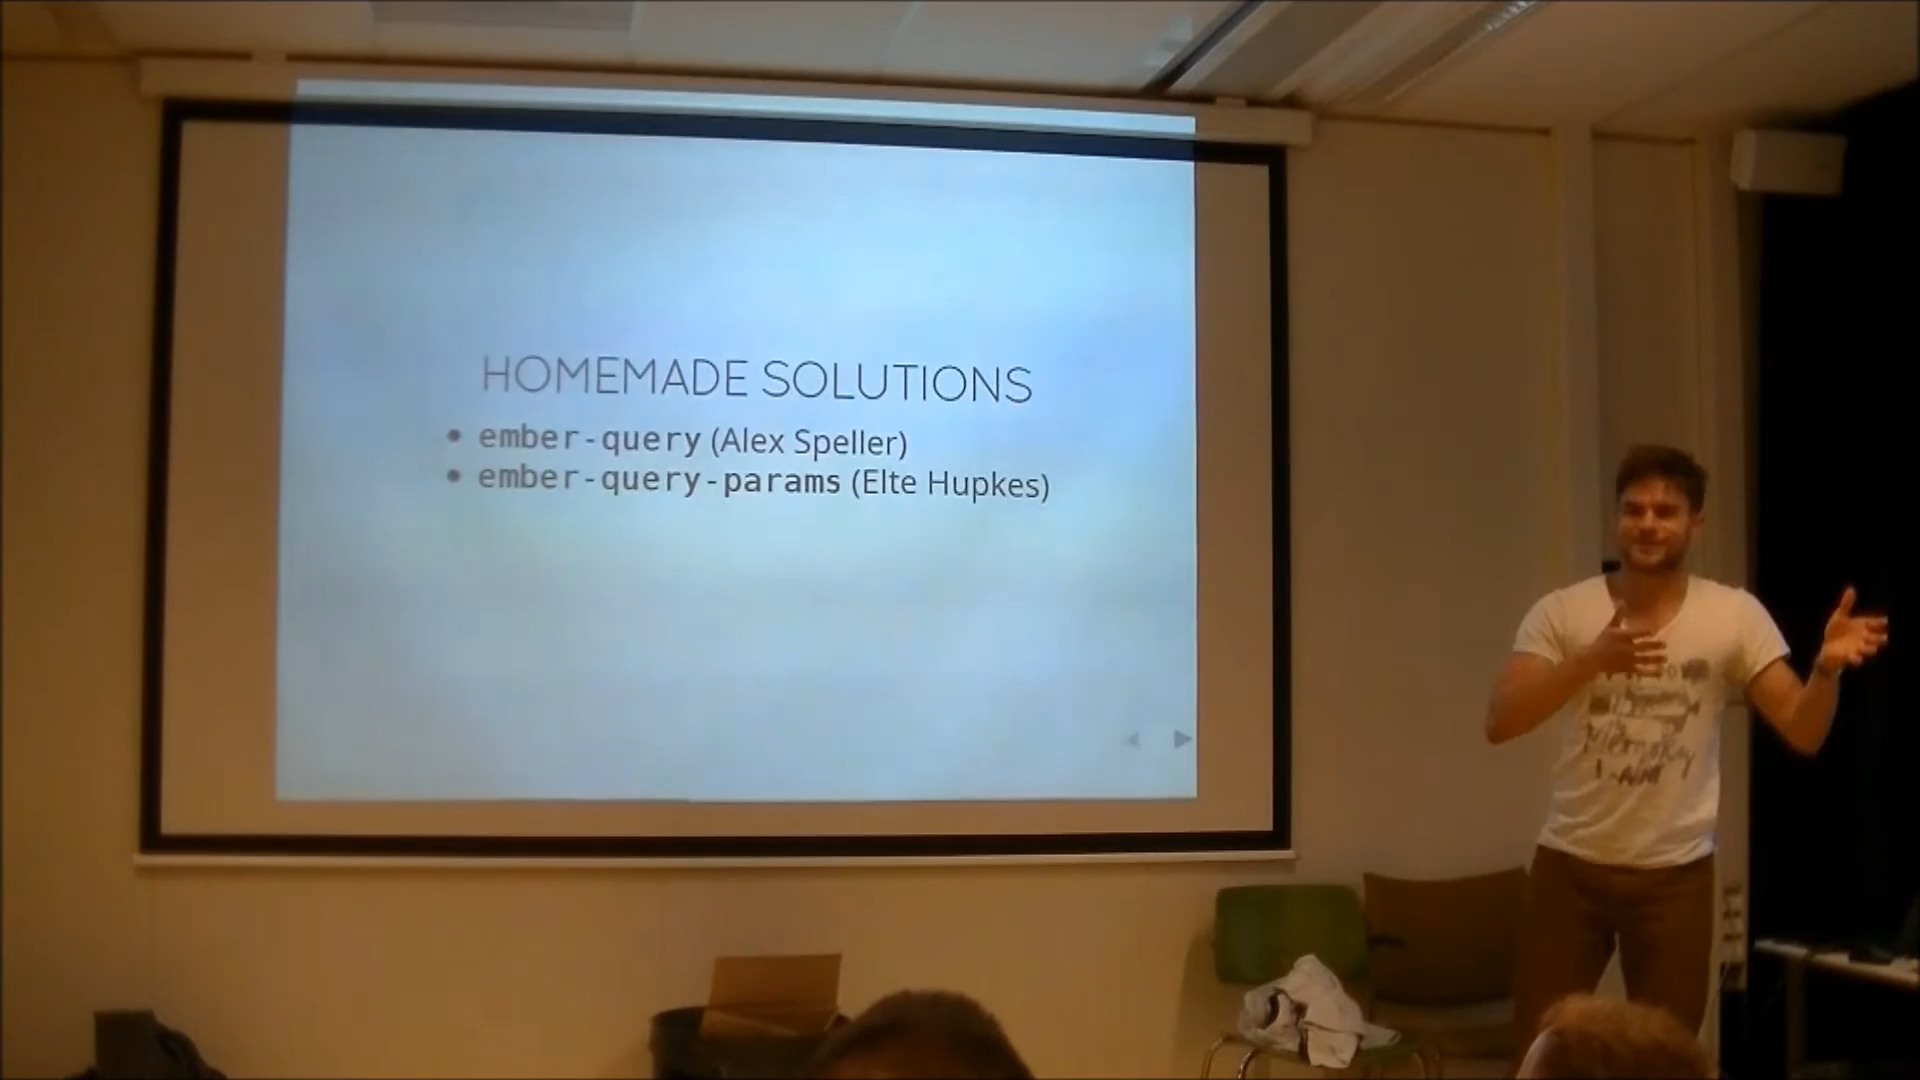 HOMEMADE SOLUTIONS
• ember-query (Alex Speller)
• ember-query-params (Elte Hupkes)